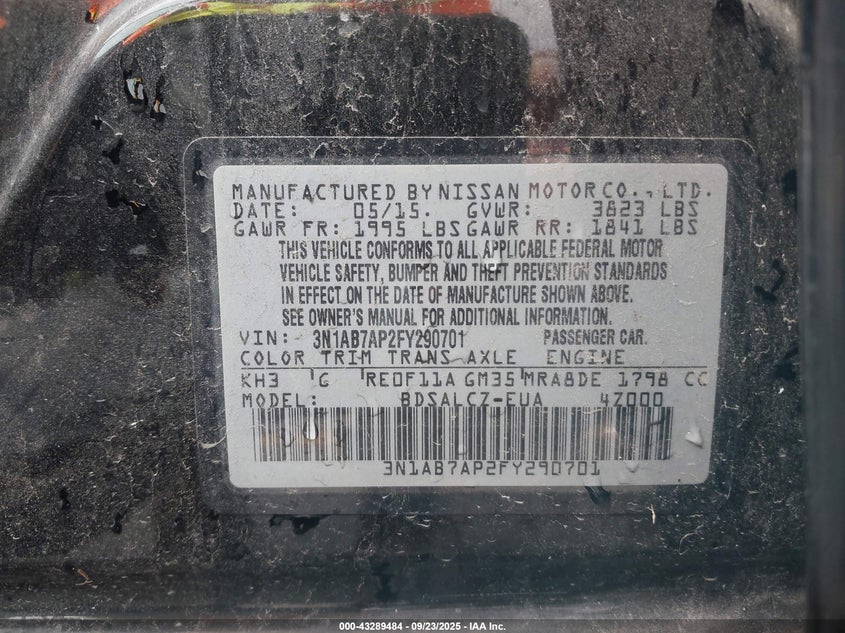 MANUFACTURED BY NISSAN MOTOR CO., LTD.
DATE: 05/15. GVWR: 3823 LBS
GAWR FR: 1995 LBS GAWR RR: 1841 LBS
THIS VEHICLE CONFORMS TO ALL APPLICABLE FEDERAL MOTOR
VEHICLE SAFETY, BUMPER AND THEFT PREVENTION STANDARDS
IN EFFECT ON THE DATE OF MANUFACTURE SHOWN ABOVE.
SEE OWNER'S MANUAL FOR ADDITIONAL INFORMATION.
VIN: 3N1AB7AP2FY290701 PASSENGER CAR.
COLOR TRIM TRANS AXLE ENGINE
KH3 G RE0F11A GM35 MRA8DE 1798 CC
MODEL: BDSALCZ-EUA 4Z000
3N1AB7AP2FY290701
000-43289484 - 09/23/2025 - IAA Inc.